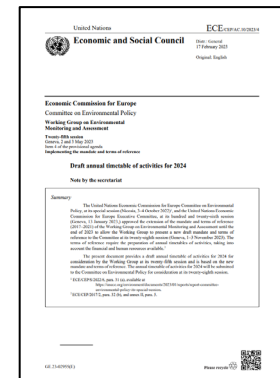 United Nations
ECE/CEP/AC.10/2023/4
Economic and Social Council
Distr.: General
17 February 2023
Original: English
Economic Commission for Europe
Committee on Environmental Policy
Working Group on Environmental
Monitoring and Assessment
Twenty-fifth session
Geneva, 2 and 3 May 2023
Item 4 of the provisional agenda
Implementing the mandate and terms of reference
Draft annual timetable of activities for 2024
Note by the secretariat
Summary
The United Nations Economic Commission for Europe Committee on Environmental
Policy, at its special session (Nicosia, 3–4 October 2022)¹, and the United Nations Economic
Commission for Europe Executive Committee, at its hundred and twenty-sixth session
(Geneva, 13 January 2023,) approved the extension of the mandate and terms of reference
(2017–2021) of the Working Group on Environmental Monitoring and Assessment until the
end of 2023 to allow the Working Group to present a new draft mandate and terms of
reference to the Committee at its twenty-eighth session (Geneva, 1–3 November 2023). The
terms of reference require the preparation of annual timetables of activities, taking into
account the financial and human resources available.²
The present document provides a draft annual timetable of activities for 2024 for
consideration by the Working Group at its twenty-fifth session and is based on the new
mandate and terms of reference. The annual timetable of activities for 2024 will be submitted
to the Committee on Environmental Policy for consideration at its twenty-eighth session.
Please recycle